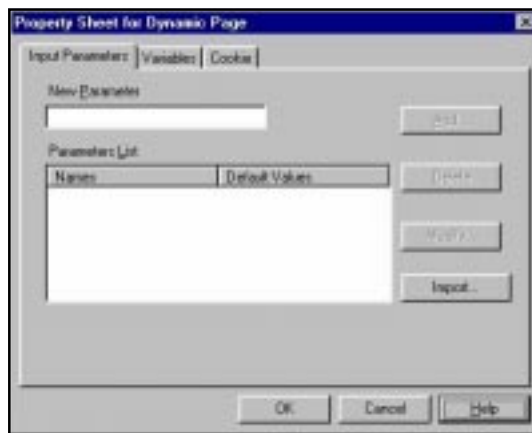 Property Sheet for Dynamic Page
Input Parameters Variables Cookie
New Parameter
Add...
Parameters List
Names Default Values
Delete
Modify...
Import...
OK Cancel Help